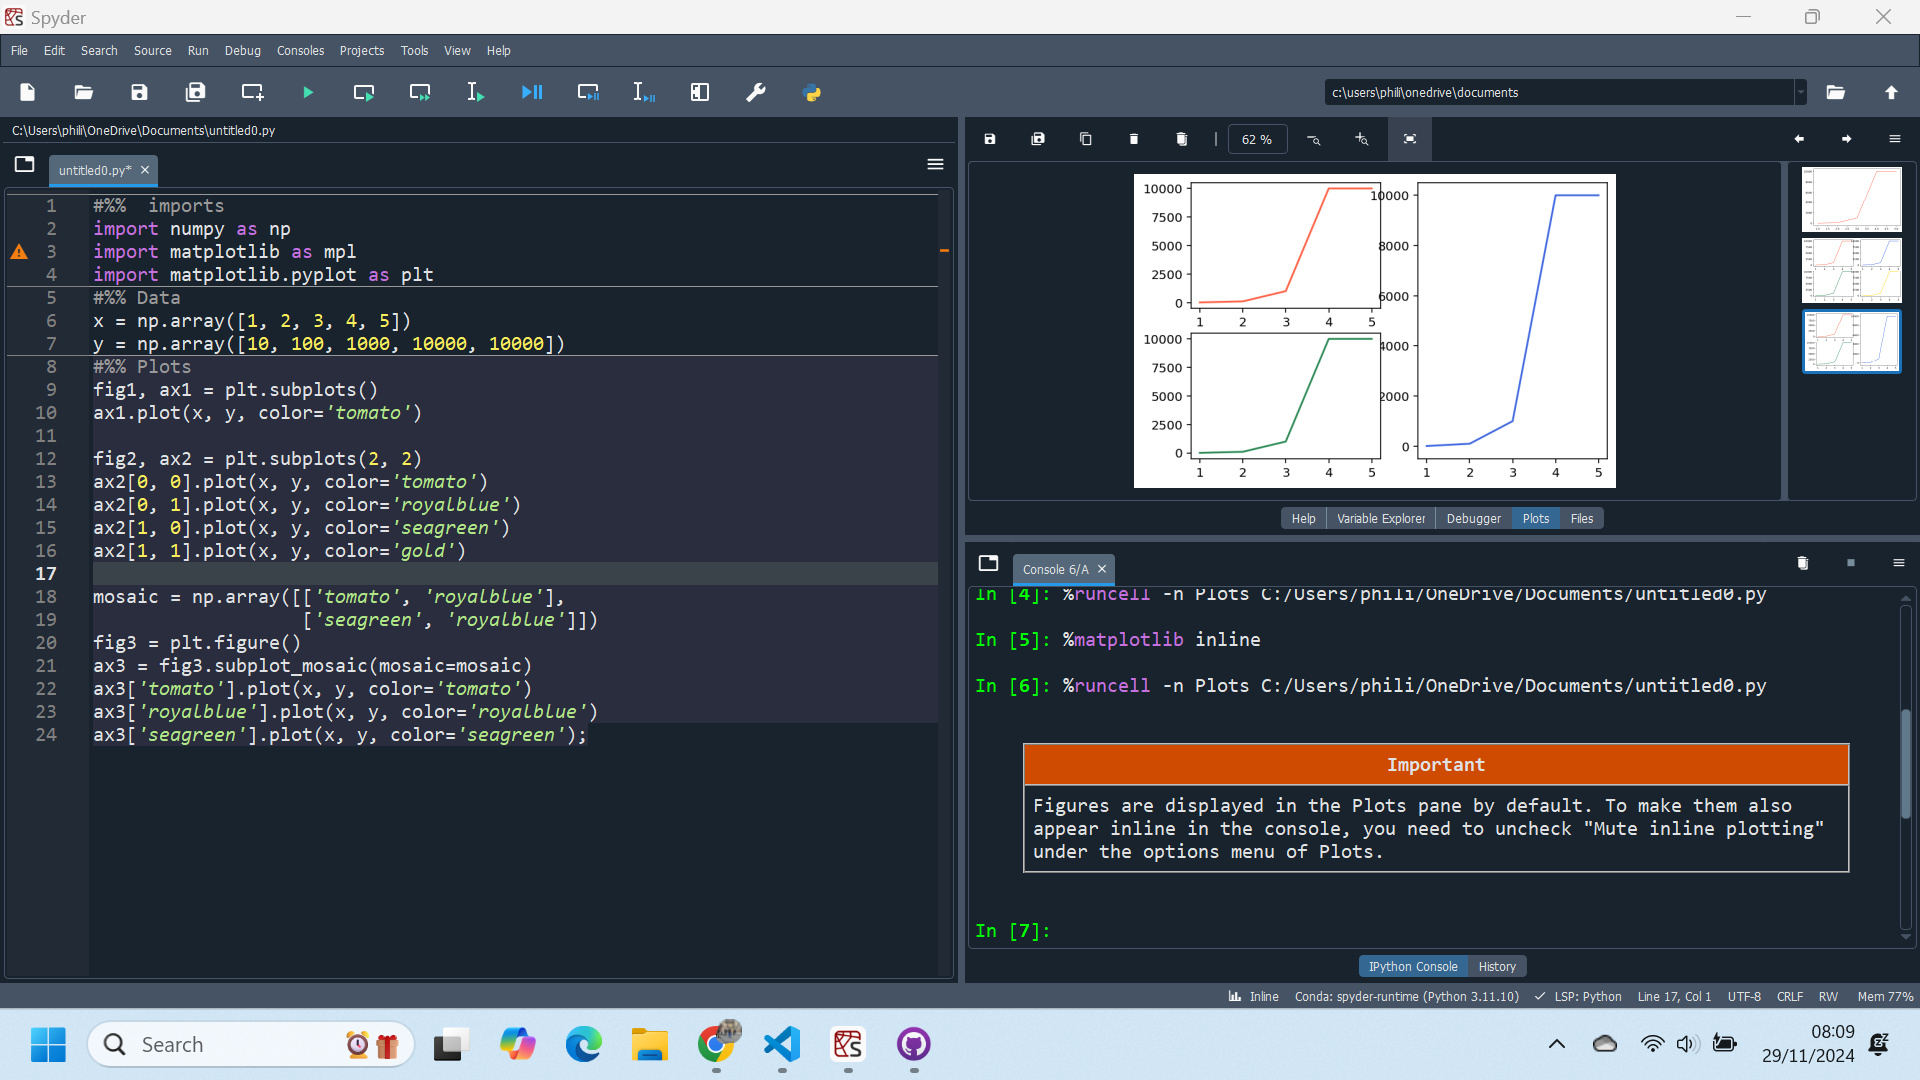 Spyder
File Edit Search Source Run Debug Consoles Projects Tools View Help
c:\users\phili\onedrive\documents
C:\Users\phili\OneDrive\Documents\untitled0.py
untitled0.py*
1 #%%  imports
2 import numpy as np
3 import matplotlib as mpl
4 import matplotlib.pyplot as plt
5 #%% Data
6 x = np.array([1, 2, 3, 4, 5])
7 y = np.array([10, 100, 1000, 10000, 10000])
8 #%% Plots
9 fig1, ax1 = plt.subplots()
10 ax1.plot(x, y, color='tomato')
11
12 fig2, ax2 = plt.subplots(2, 2)
13 ax2[0, 0].plot(x, y, color='tomato')
14 ax2[0, 1].plot(x, y, color='royalblue')
15 ax2[1, 0].plot(x, y, color='seagreen')
16 ax2[1, 1].plot(x, y, color='gold')
17
18 mosaic = np.array([['tomato', 'royalblue'],
19                    ['seagreen', 'royalblue']])
20 fig3 = plt.figure()
21 ax3 = fig3.subplot_mosaic(mosaic=mosaic)
22 ax3['tomato'].plot(x, y, color='tomato')
23 ax3['royalblue'].plot(x, y, color='royalblue')
24 ax3['seagreen'].plot(x, y, color='seagreen');
62 %
10000
7500
5000
2500
0
1 2 3 4 5
10000
7500
5000
2500
0
1 2 3 4 5
10000
8000
6000
4000
2000
0
1 2 3 4 5
Help Variable Explorer Debugger Plots Files
Console 6/A
In [4]: %runcell -n Plots C:/Users/phili/OneDrive/Documents/untitled0.py
In [5]: %matplotlib inline
In [6]: %runcell -n Plots C:/Users/phili/OneDrive/Documents/untitled0.py
Important
Figures are displayed in the Plots pane by default. To make them also
appear inline in the console, you need to uncheck "Mute inline plotting"
under the options menu of Plots.
In [7]:
IPython Console History
Inline Conda: spyder-runtime (Python 3.11.10) LSP: Python Line 17, Col 1 UTF-8 CRLF RW Mem 77%
Search
08:09
29/11/2024